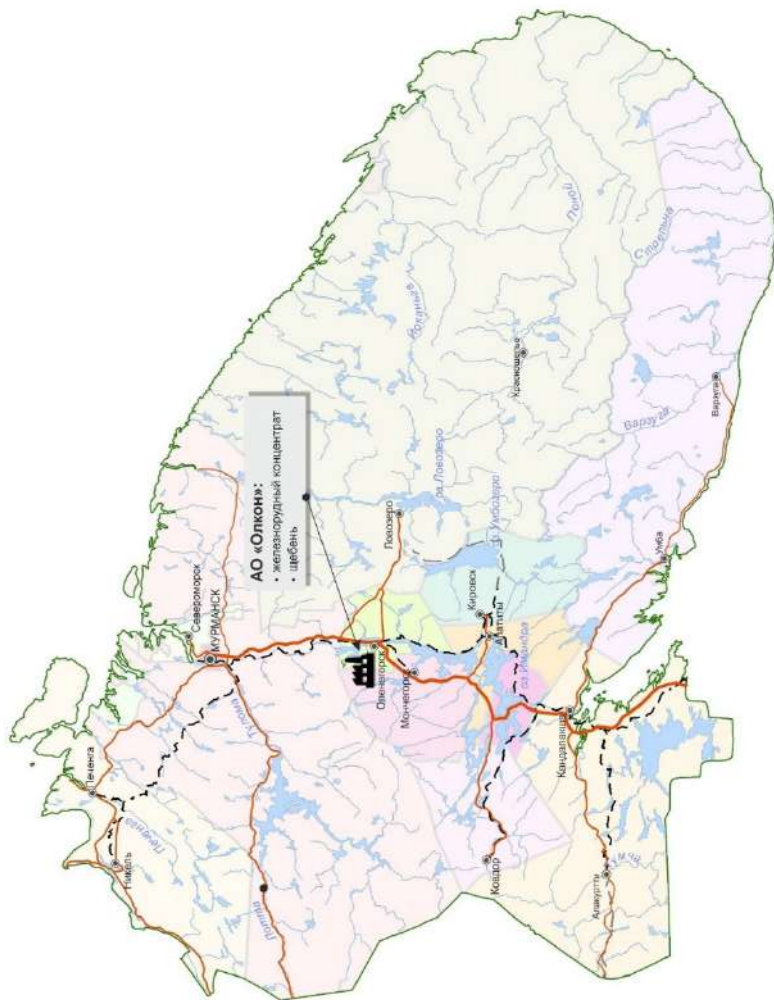 Североморск
МУРМАНСК
Печенга
Никель
Печенга
Тулома
Лотта
АО «Олкон»:
• железнорудный концентрат
• щебень
Оленегорск
Мончегорск
Ловозеро
оз.Ловозеро
оз.Умбозеро
Кировск
Апатиты
оз.Имандра
Ковдор
Кандалакша
Алакуртти
Умба
Варзуга
Варзуга
Краснощелье
Стрельна
Поной